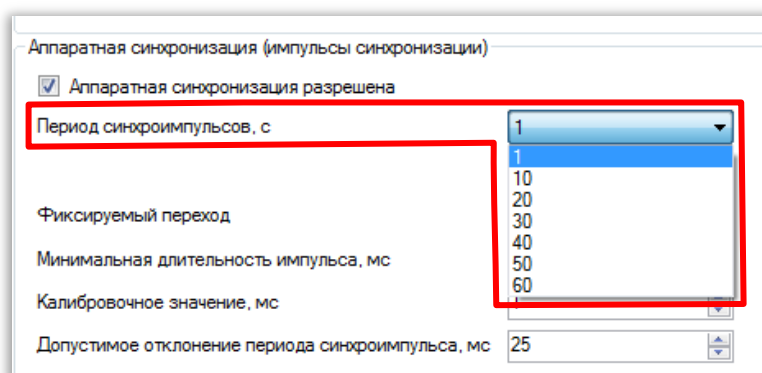 Аппаратная синхронизация (импульсы синхронизации)
Аппаратная синхронизация разрешена
Период синхроимпульсов, с 1
1
10
20
30
40
50
60
Фиксируемый переход
Минимальная длительность импульса, мс
Калибровочное значение, мс
Допустимое отклонение периода синхроимпульса, мс 25